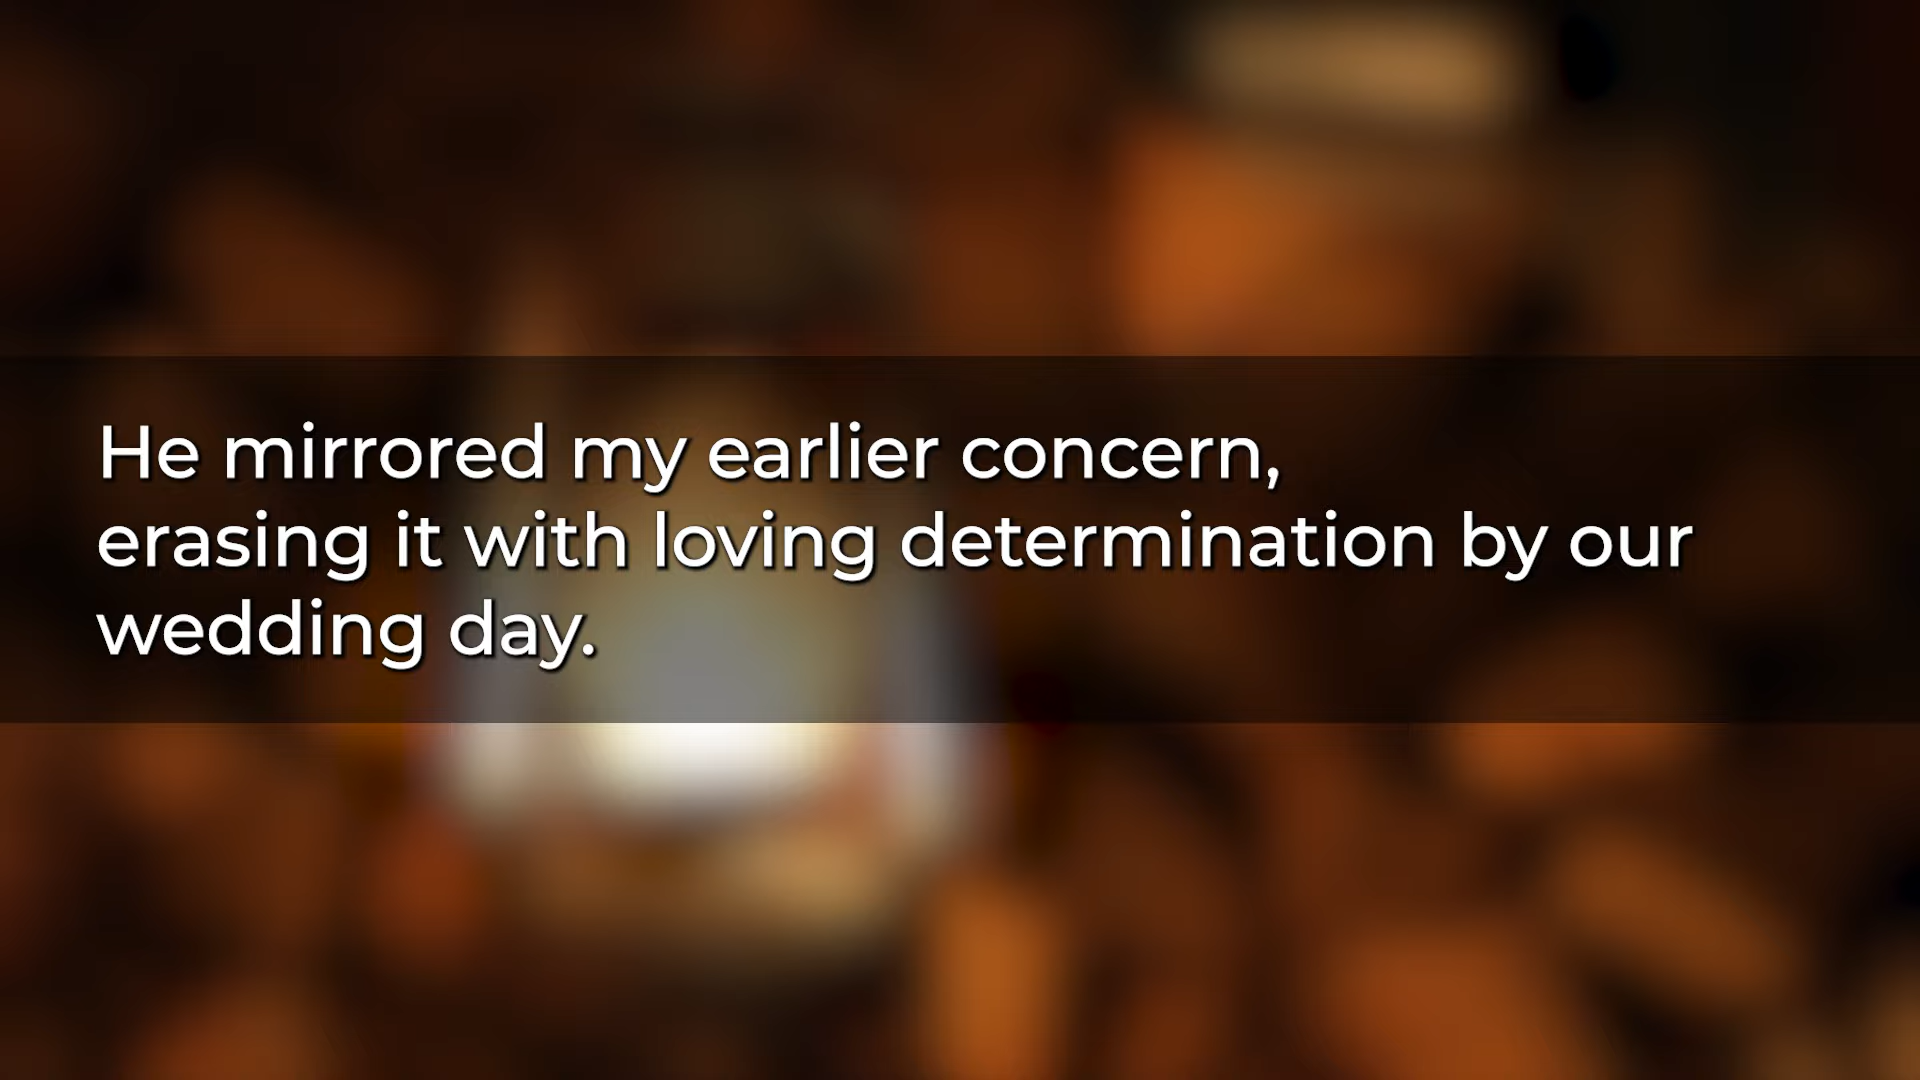 He mirrored my earlier concern,
erasing it with loving determination by our
wedding day.